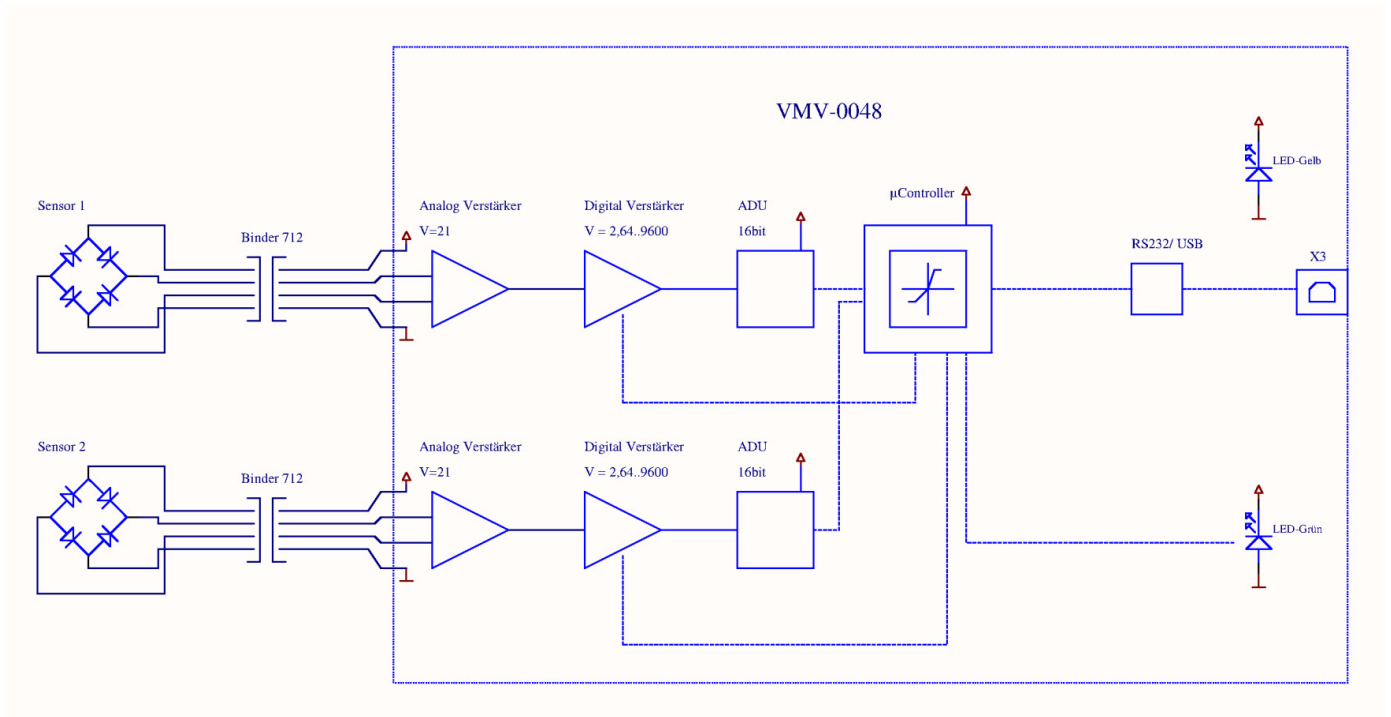 VMV-0048
LED-Gelb
Sensor 1
Binder 712
Analog Verstärker
V=21
Digital Verstärker
V = 2,64..9600
ADU
16bit
µController
RS232/ USB
X3
Sensor 2
Binder 712
Analog Verstärker
V=21
Digital Verstärker
V = 2,64..9600
ADU
16bit
LED-Grün